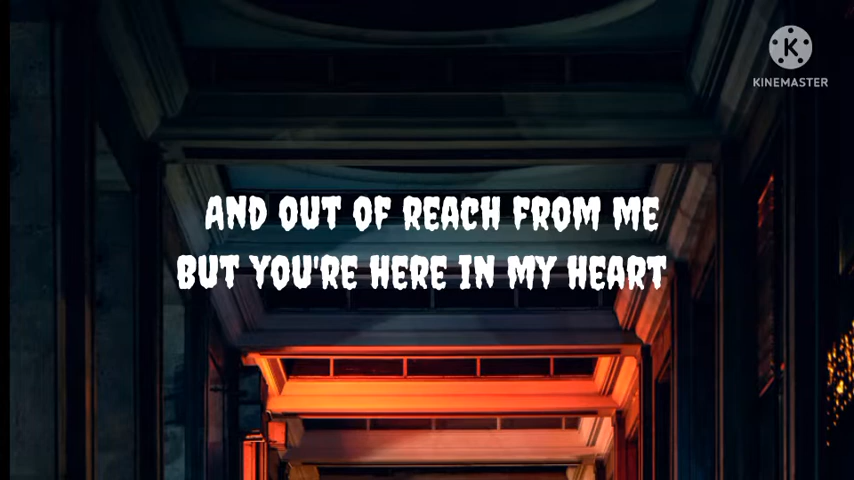 KINEMASTER
AND OUT OF REACH FROM ME
BUT YOU'RE HERE IN MY HEART